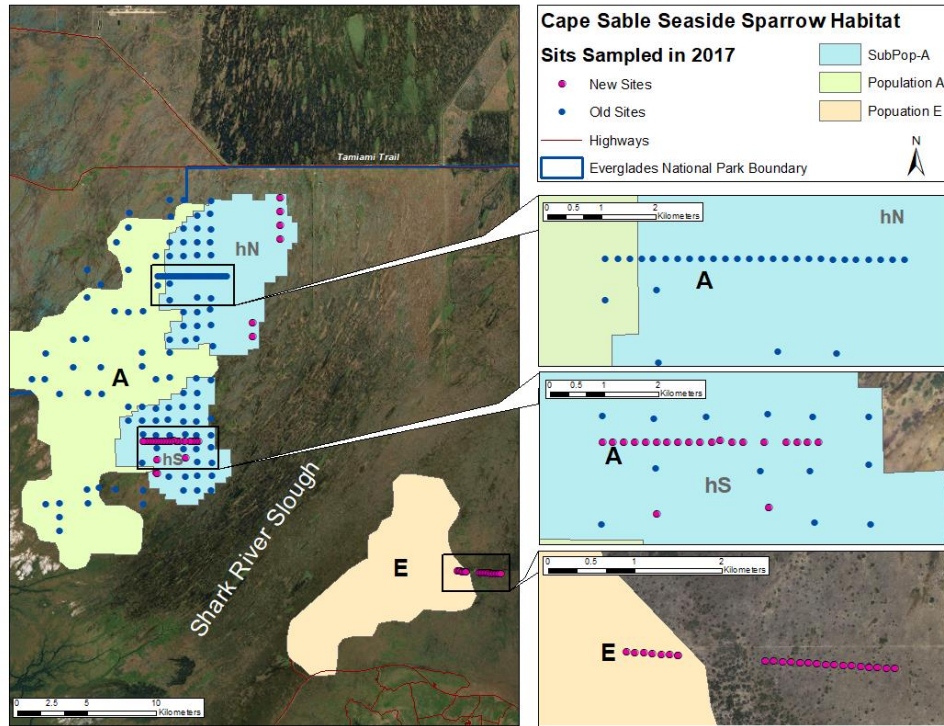 Tamiami Trail
hN
A
hS
Shark River Slough
E
0 2.5 5 10
Kilometers
Cape Sable Seaside Sparrow Habitat
Sits Sampled in 2017
New Sites
Old Sites
Highways
Everglades National Park Boundary
SubPop-A
Population A
Popuation E
N
0 0.5 1 2
Kilometers
hN
A
0 0.5 1 2
Kilometers
A
hS
0 0.5 1 2
Kilometers
E